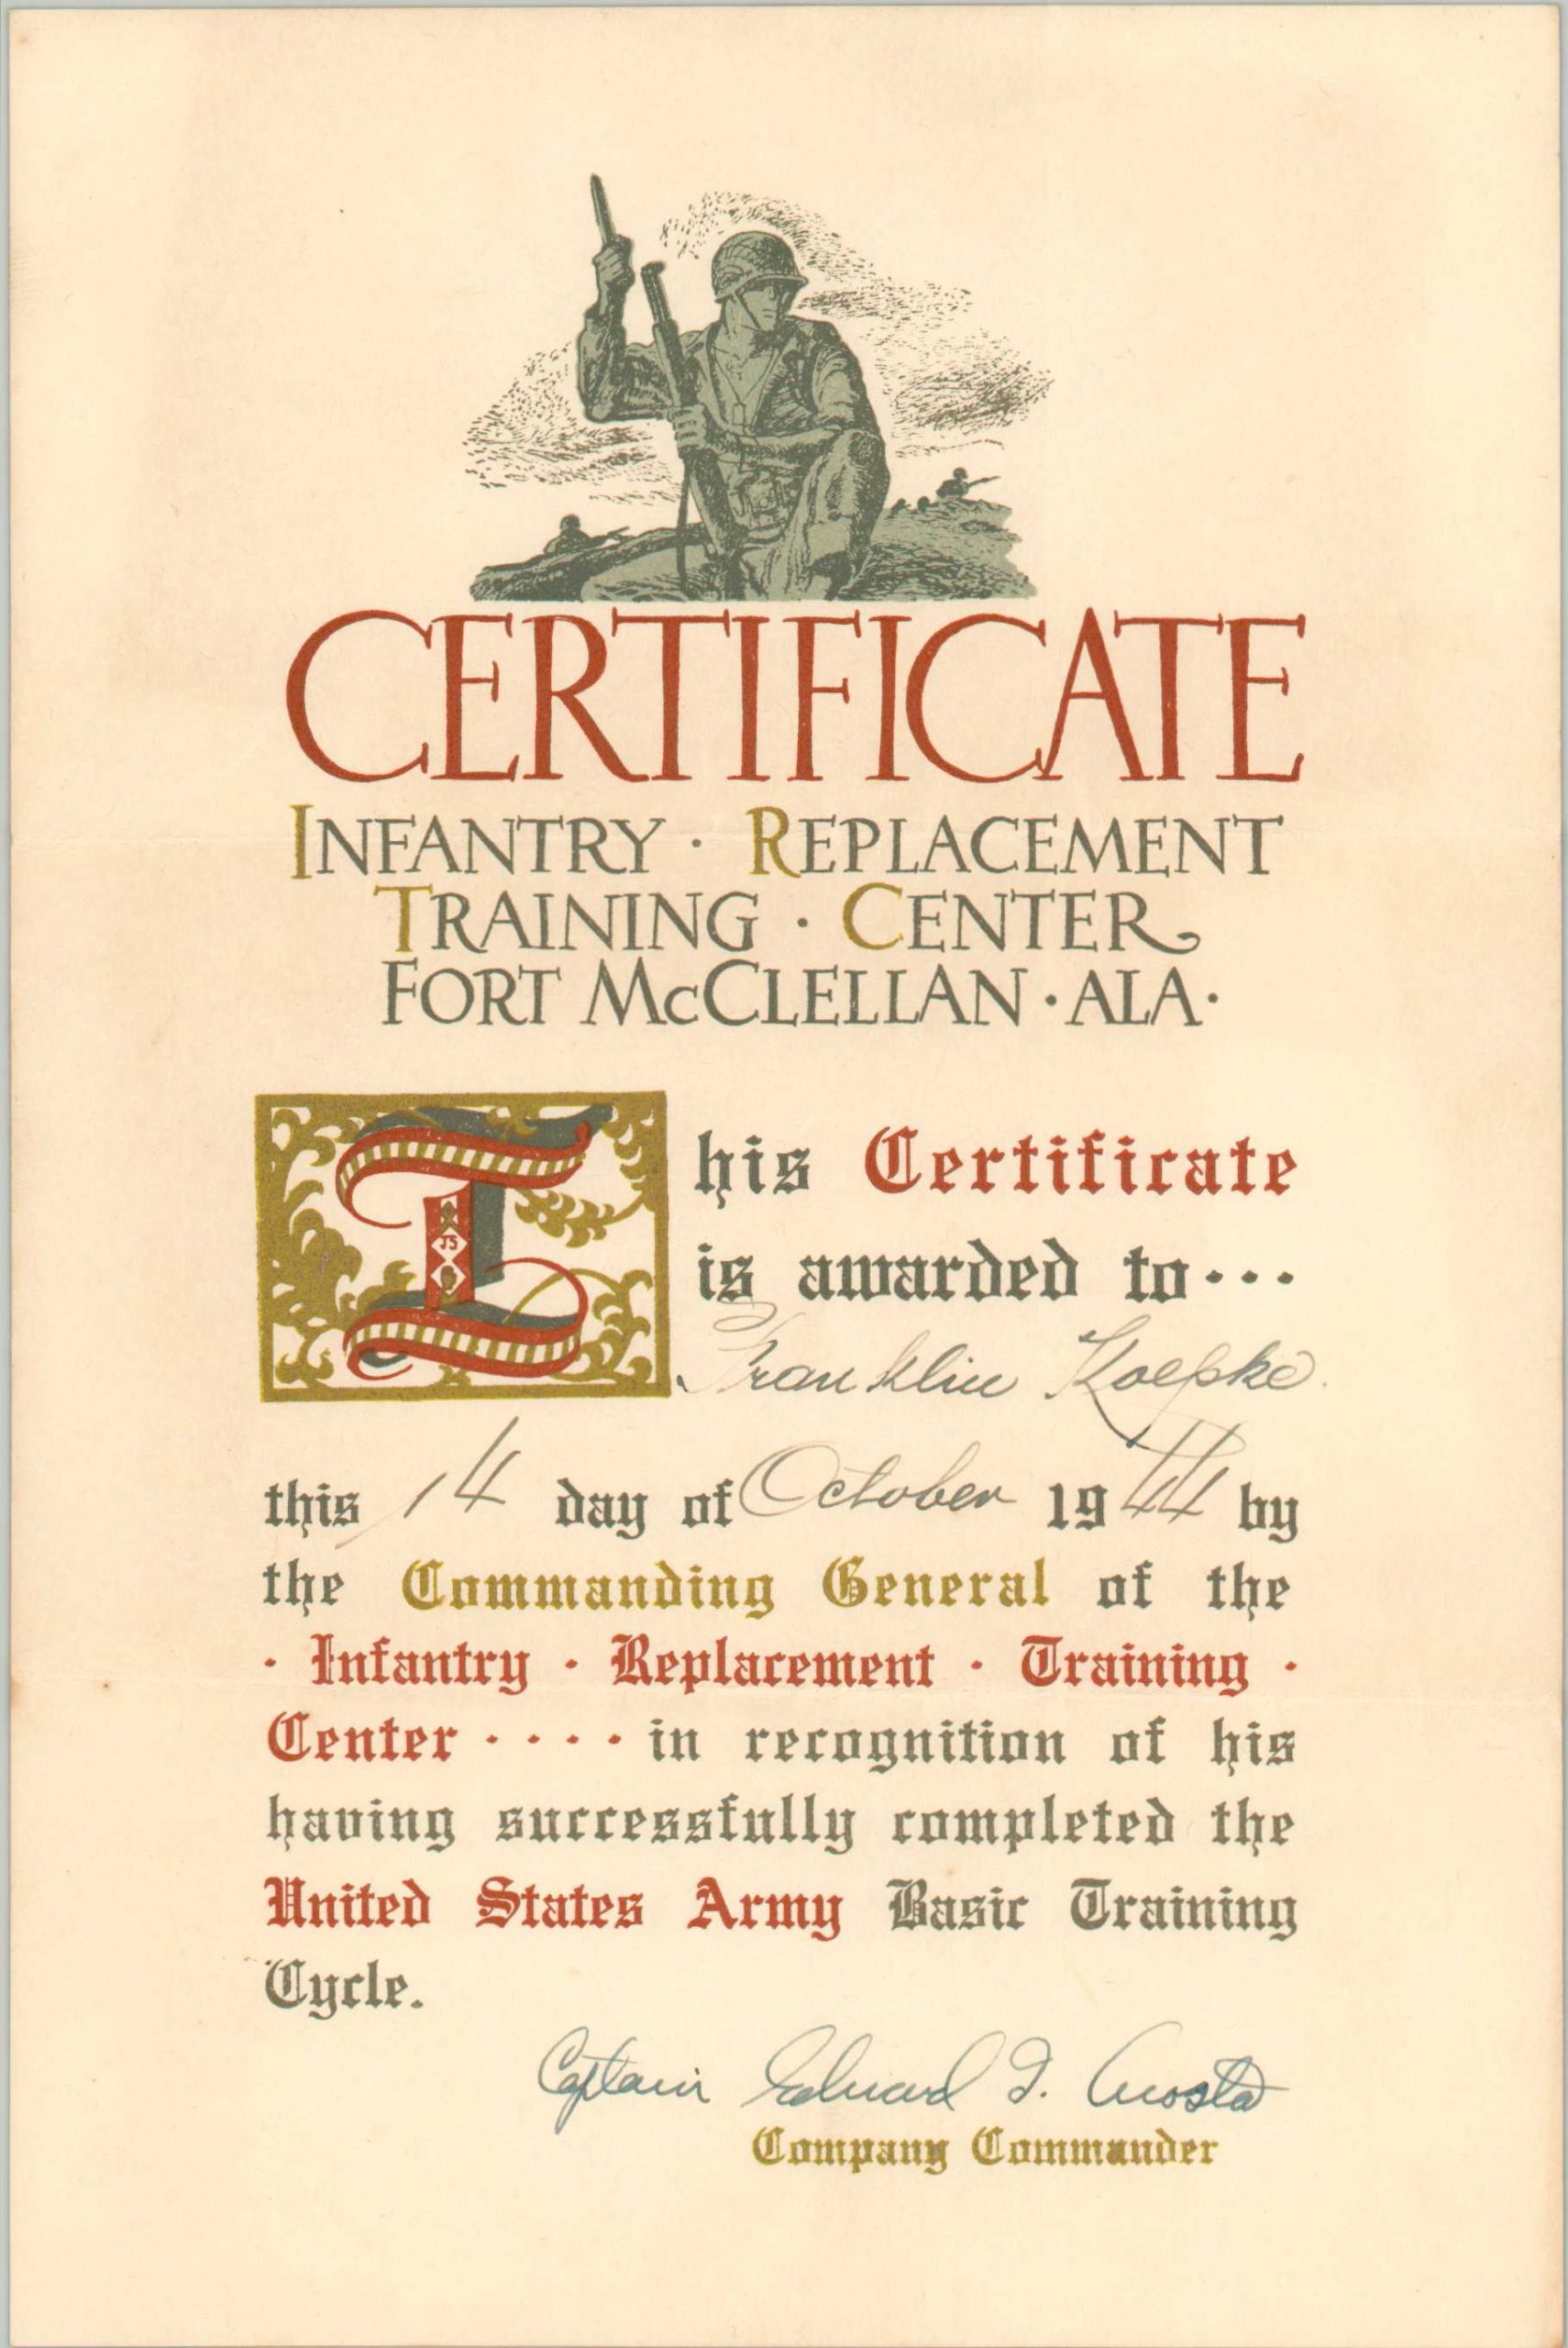 CERTIFICATE
INFANTRY · REPLACEMENT
TRAINING · CENTER
FORT McCLELLAN · ALA ·
This Certificate
is awarded to...
Franklin Koepke
this 14 day of October 1944 by
the Commanding General of the
· Infantry · Replacement · Training ·
Center · · · · in recognition of his
having successfully completed the
United States Army Basic Training
Cycle.
Captain Edward I. Acosta
Company Commander